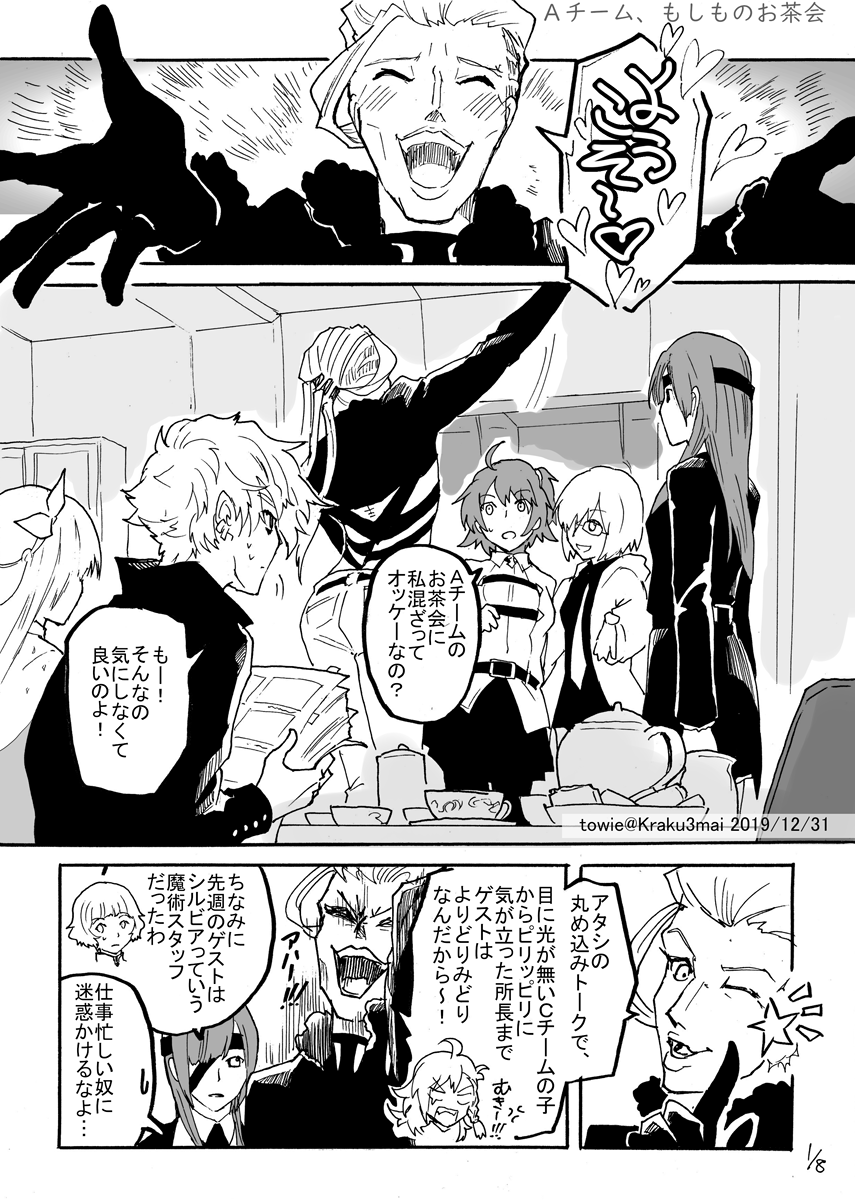 Aチーム、もしものお茶会
ようこそ～♡
Aチームの
お茶会に
私混ざって
オッケーなの?
もー!
そんなの
気にしなくて
良いのよ!
towie@Kraku3mai 2019/12/31
アタシの
丸め込みトークで、
目に光が無いCチームの子
からピリッピリに
気が立った所長まで
ゲストは
よりどりみどり
なんだから～!
むきー!!!
アハハ!!
ちなみに
先週のゲストは
シルビアっていう
魔術スタッフ
だったわ
仕事忙しい奴に
迷惑かけるなよ…
1/8